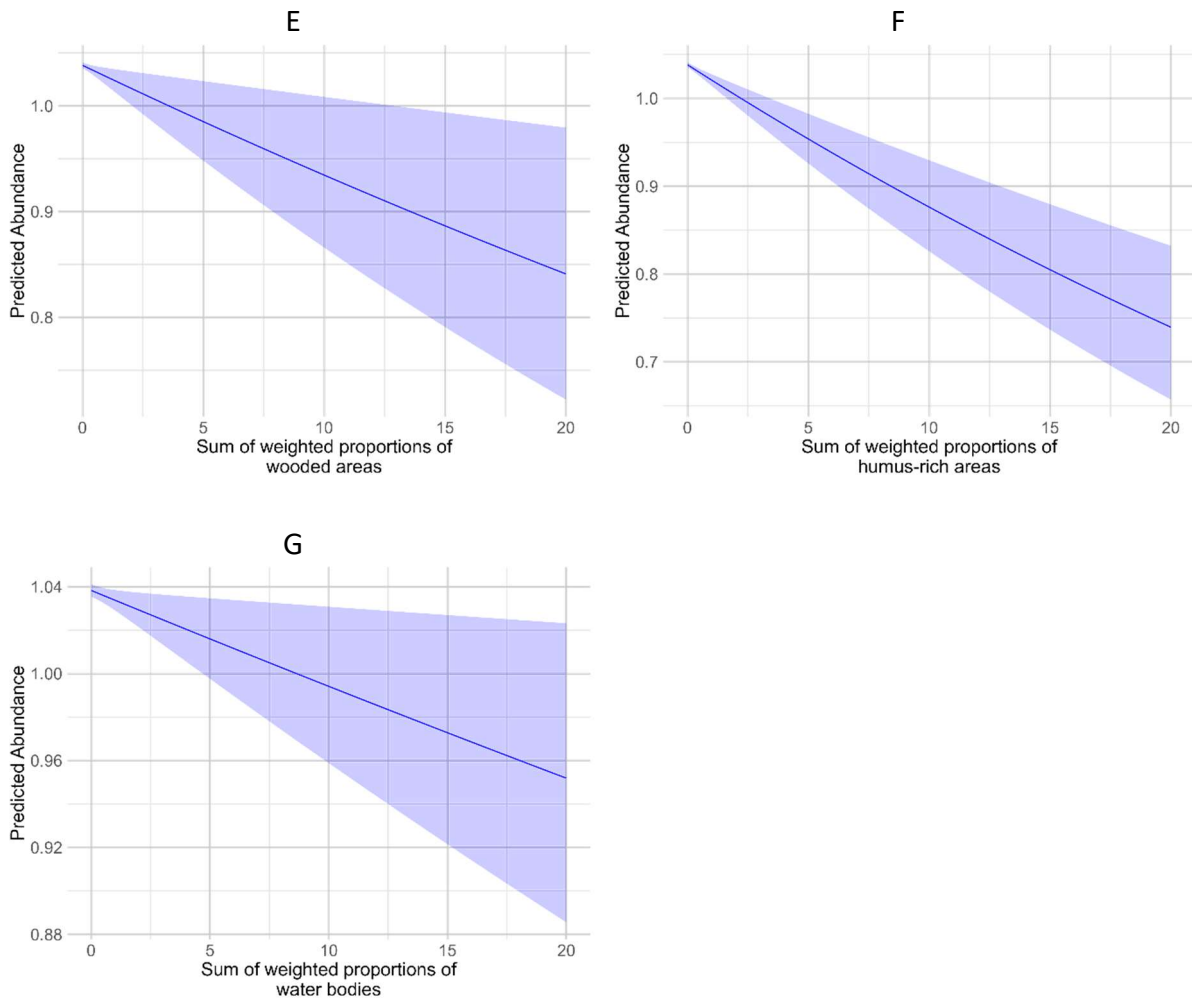 E
Predicted Abundance
1.0
0.9
0.8
0 5 10 15 20
Sum of weighted proportions of
wooded areas
F
Predicted Abundance
1.0
0.9
0.8
0.7
0 5 10 15 20
Sum of weighted proportions of
humus-rich areas
G
Predicted Abundance
1.04
1.00
0.96
0.92
0.88
0 5 10 15 20
Sum of weighted proportions of
water bodies